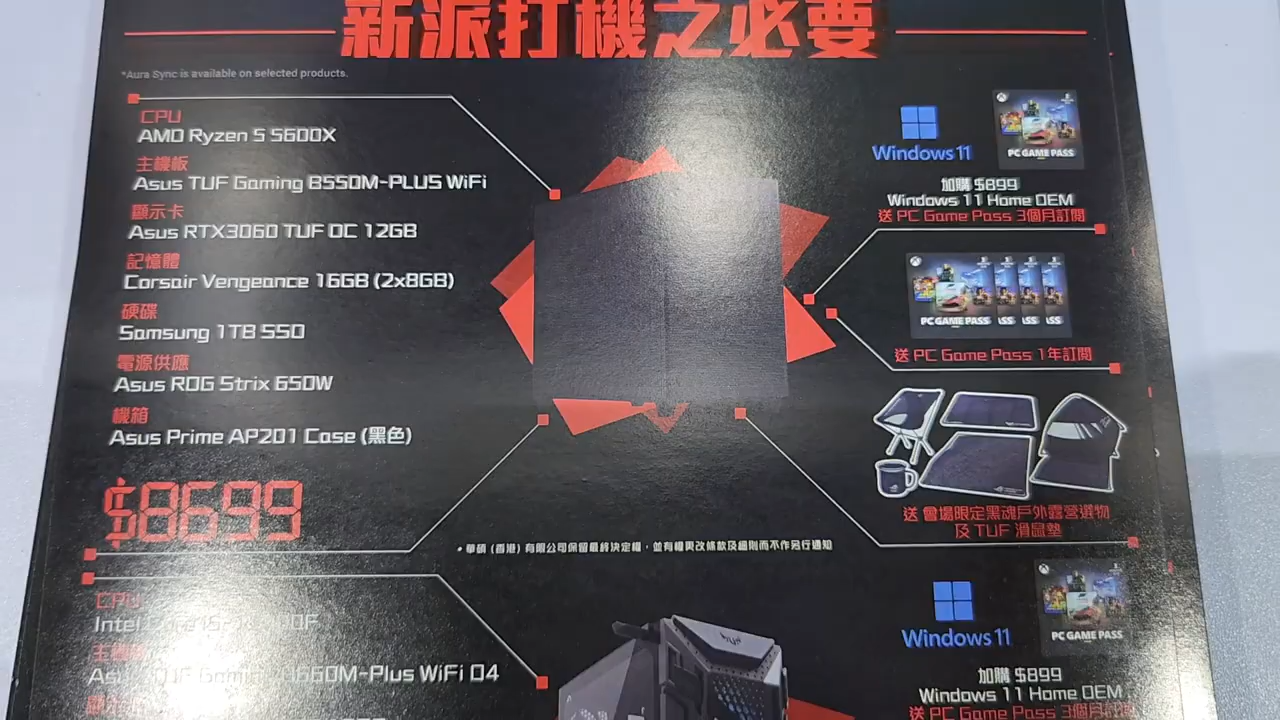 新派打機之必要
*Aura Sync is available on selected products.
CPU
AMD Ryzen 5 5600X
主機板
Asus TUF Gaming B550M-PLUS WiFi
顯示卡
Asus RTX3060 TUF OC 12GB
記憶體
Corsair Vengeance 16GB (2x8GB)
硬碟
Samsung 1TB SSD
電源供應
Asus ROG Strix 650W
機箱
Asus Prime AP201 Case (黑色)
$8699
Windows 11
PC GAME PASS
加購 $899
Windows 11 Home OEM
送 PC Game Pass 3個月訂閱
PC GAME PASS
送 PC Game Pass 1年訂閱
送 會場限定黑魂戶外露營選物
及 TUF 滑鼠墊
• 華碩 (香港) 有限公司保留最終決定權，並有權更改條款及細則而不作另行通知
CPU
Intel Core
主機板
Plus WiFi D4
Windows 11
PC GAME PASS
加購 $899
Windows 11 Home OEM
送 PC Game Pass 3個月